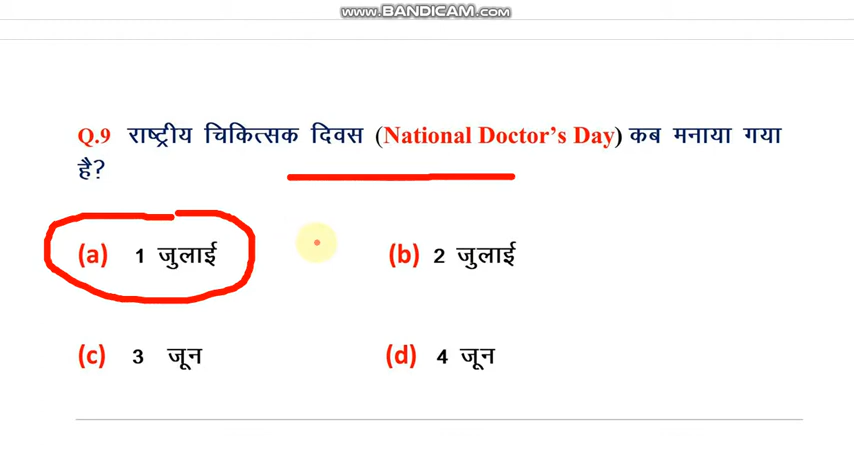 www.BANDICAM.com
Q.9 राष्ट्रीय चिकित्सक दिवस (National Doctor's Day) कब मनाया गया
है?
(a) 1 जुलाई (b) 2 जुलाई
(c) 3 जून (d) 4 जून